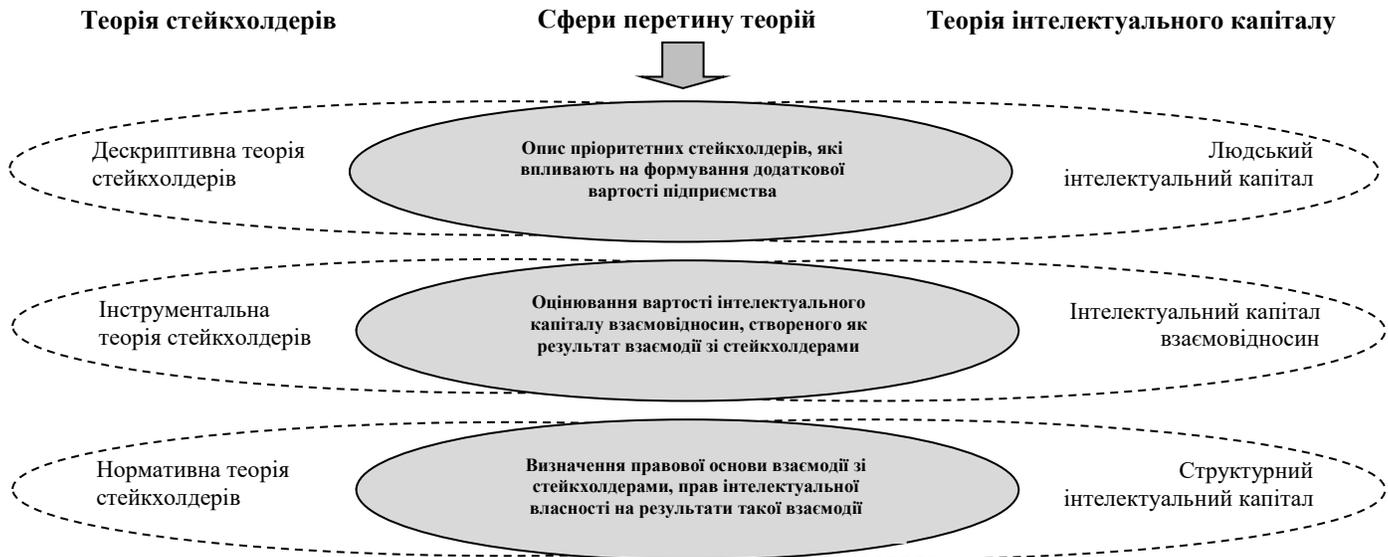 Теорія стейкхолдерів
Сфери перетину теорій
Теорія інтелектуального капіталу
Дескриптивна теорія
стейкхолдерів
Опис пріоритетних стейкхолдерів, які
впливають на формування додаткової
вартості підприємства
Людський
інтелектуальний капітал
Інструментальна
теорія стейкхолдерів
Оцінювання вартості інтелектуального
капіталу взаємовідносин, створеного як
результат взаємодії зі стейкхолдерами
Інтелектуальний капітал
взаємовідносин
Нормативна теорія
стейкхолдерів
Визначення правової основи взаємодії зі
стейкхолдерами, прав інтелектуальної
власності на результати такої взаємодії
Структурний
інтелектуальний капітал